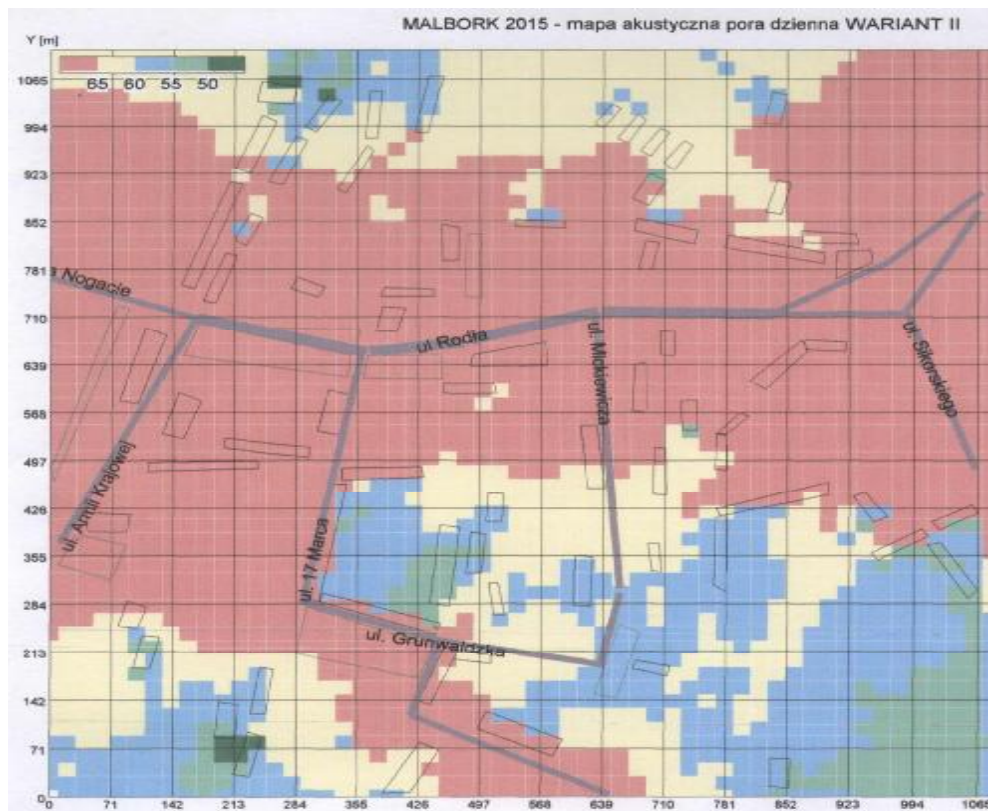 MALBORK 2015 - mapa akustyczna pora dzienna WARIANT II
Y [m]
1065
65 60 55 50
994
923
852
781
a Nogacie
710
ul. Rodła
ul. Mickiewicza
ul. Sikorskiego
639
568
497
ul. Armii Krajowej
426
ul. 17 Marca
355
284
ul. Grunwaldzka
213
142
71
0
0 71 142 213 284 355 426 497 568 639 710 781 852 923 994 1065